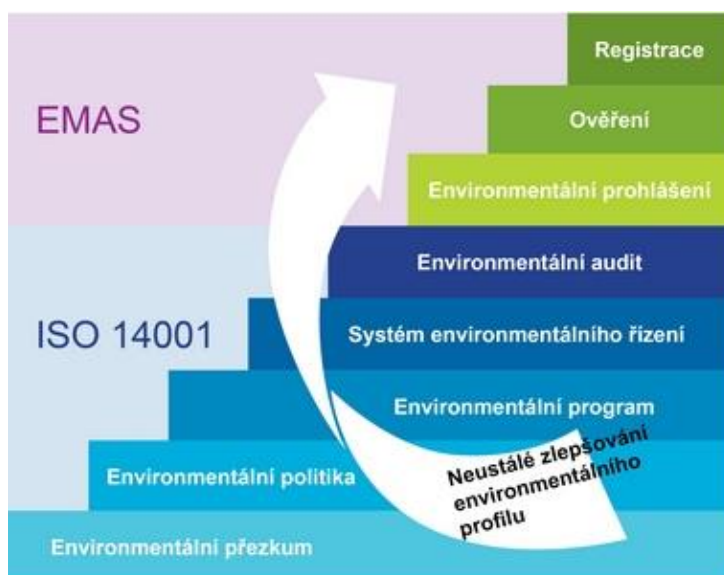 Registrace
EMAS
Ověření
Environmentální prohlášení
Environmentální audit
ISO 14001
Systém environmentálního řízení
Environmentální program
Neustálé zlepšování
environmentálního
profilu
Environmentální politika
Environmentální přezkum